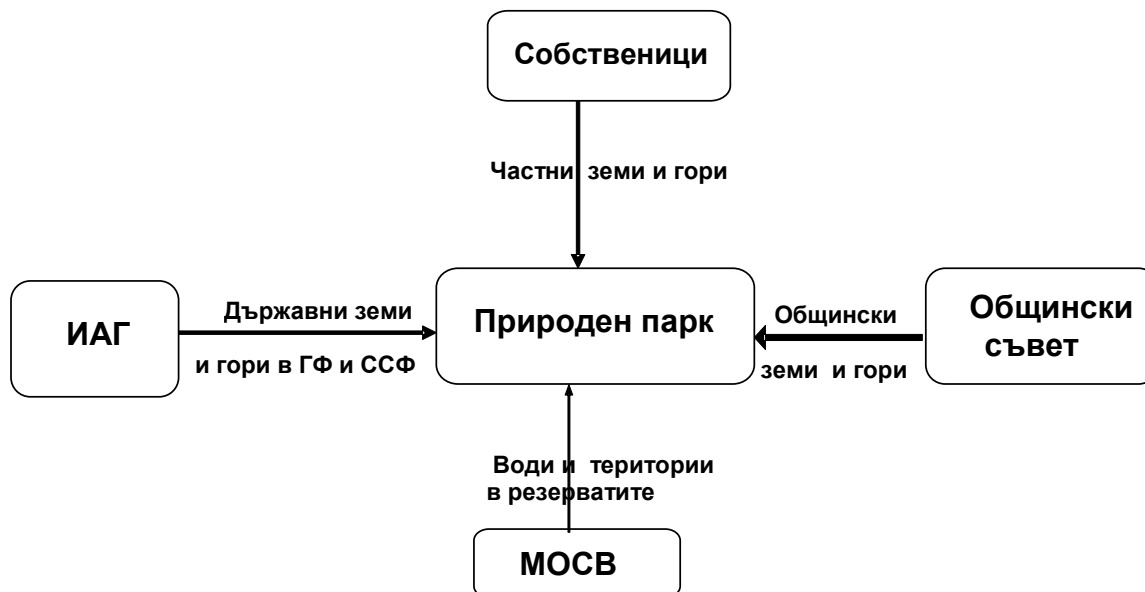 Собственици
Частни земи и гори
ИАГ
Държавни земи
и гори в ГФ и ССФ
Природен парк
Общински
земи и гори
Общински
съвет
Води и територии
в резерватите
МОСВ